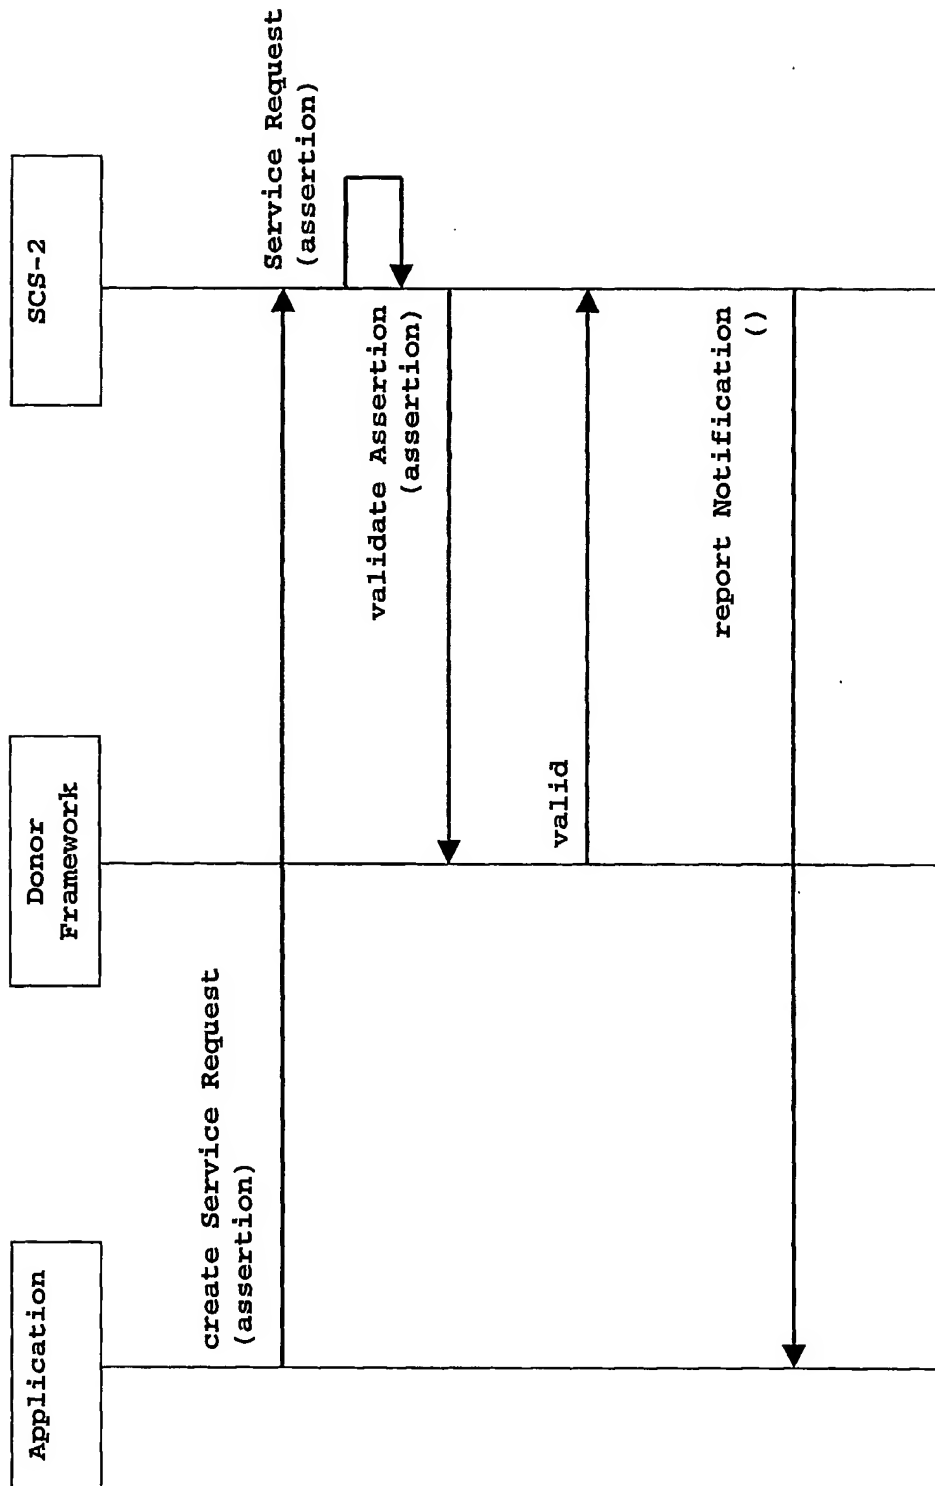 Application
Donor
Framework
SCS-2
create Service Request
(assertion)
Service Request
(assertion)
validate Assertion
(assertion)
valid
report Notification
()